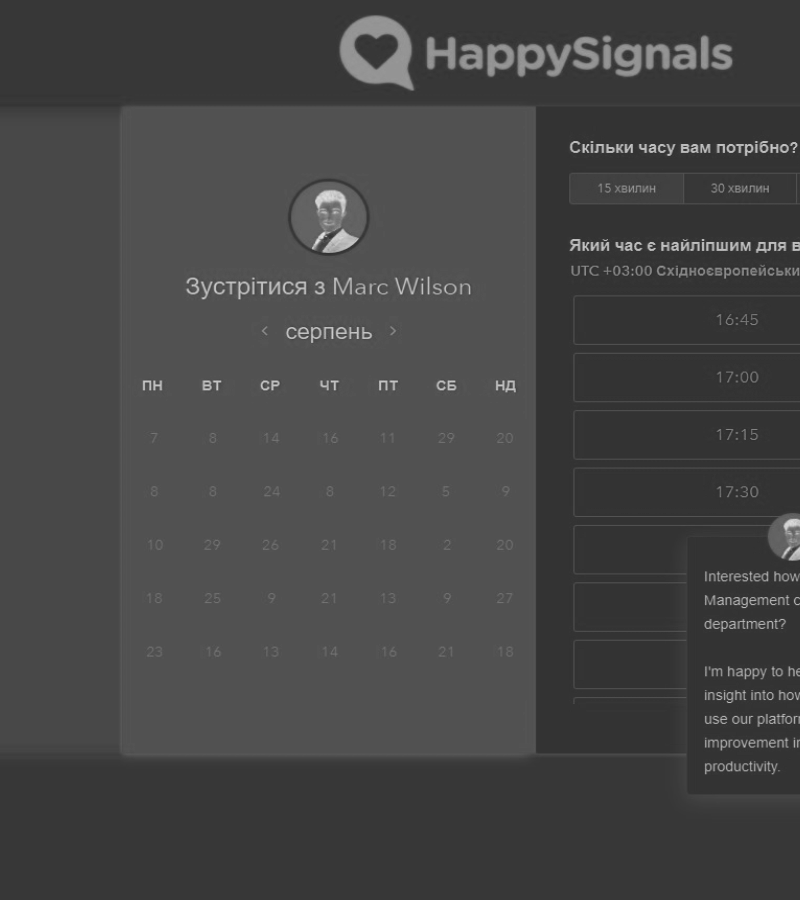 HappySignals
Зустрітися з Marc Wilson
‹ серпень ›
ПН ВТ СР ЧТ ПТ СБ НД
7 8 14 16 11 29 20
8 8 24 8 12 5 9
10 29 26 21 18 2 20
18 25 9 21 13 9 27
23 16 13 14 16 21 18
Скільки часу вам потрібно?
15 хвилин 30 хвилин
Який час є найліпшим для в
UTC +03:00 Східноєвропейськи
16:45
17:00
17:15
17:30
Interested how
Management c
department?
I'm happy to he
insight into how
use our platfor
improvement in
productivity.